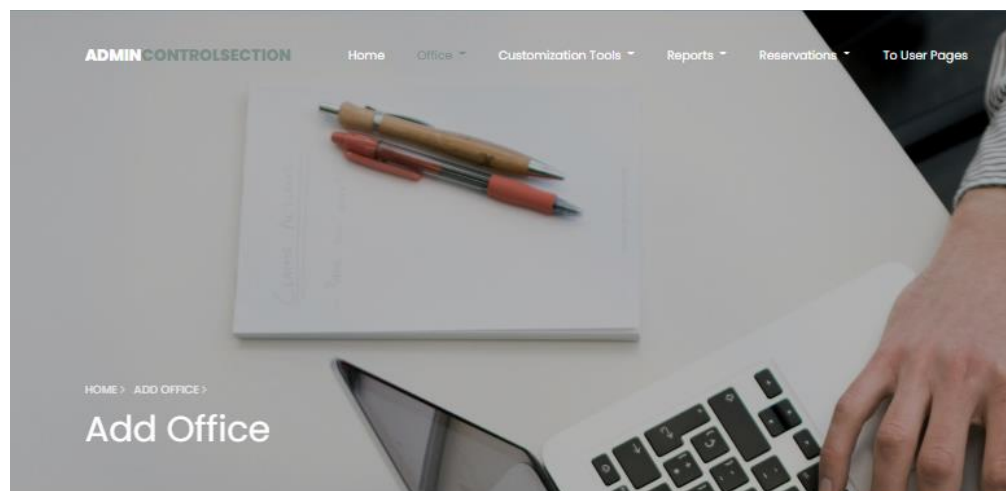 ADMINCONTROLSECTION Home Office Customization Tools Reports Reservations To User Pages
HOME > ADD OFFICE >
Add Office